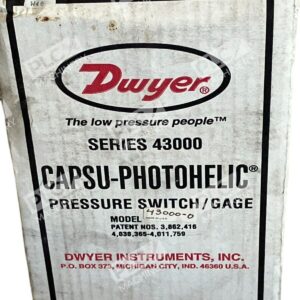 Dwyer®
The low pressure people™
SERIES 43000
CAPSU-PHOTOHELIC®
PRESSURE SWITCH/GAGE
MODEL 43000-0
PATENT NOS. 3,862,416
4,036,365-4,011,759
DWYER INSTRUMENTS, INC.
P.O. BOX 373, MICHIGAN CITY, IND. 46360 U.S.A.